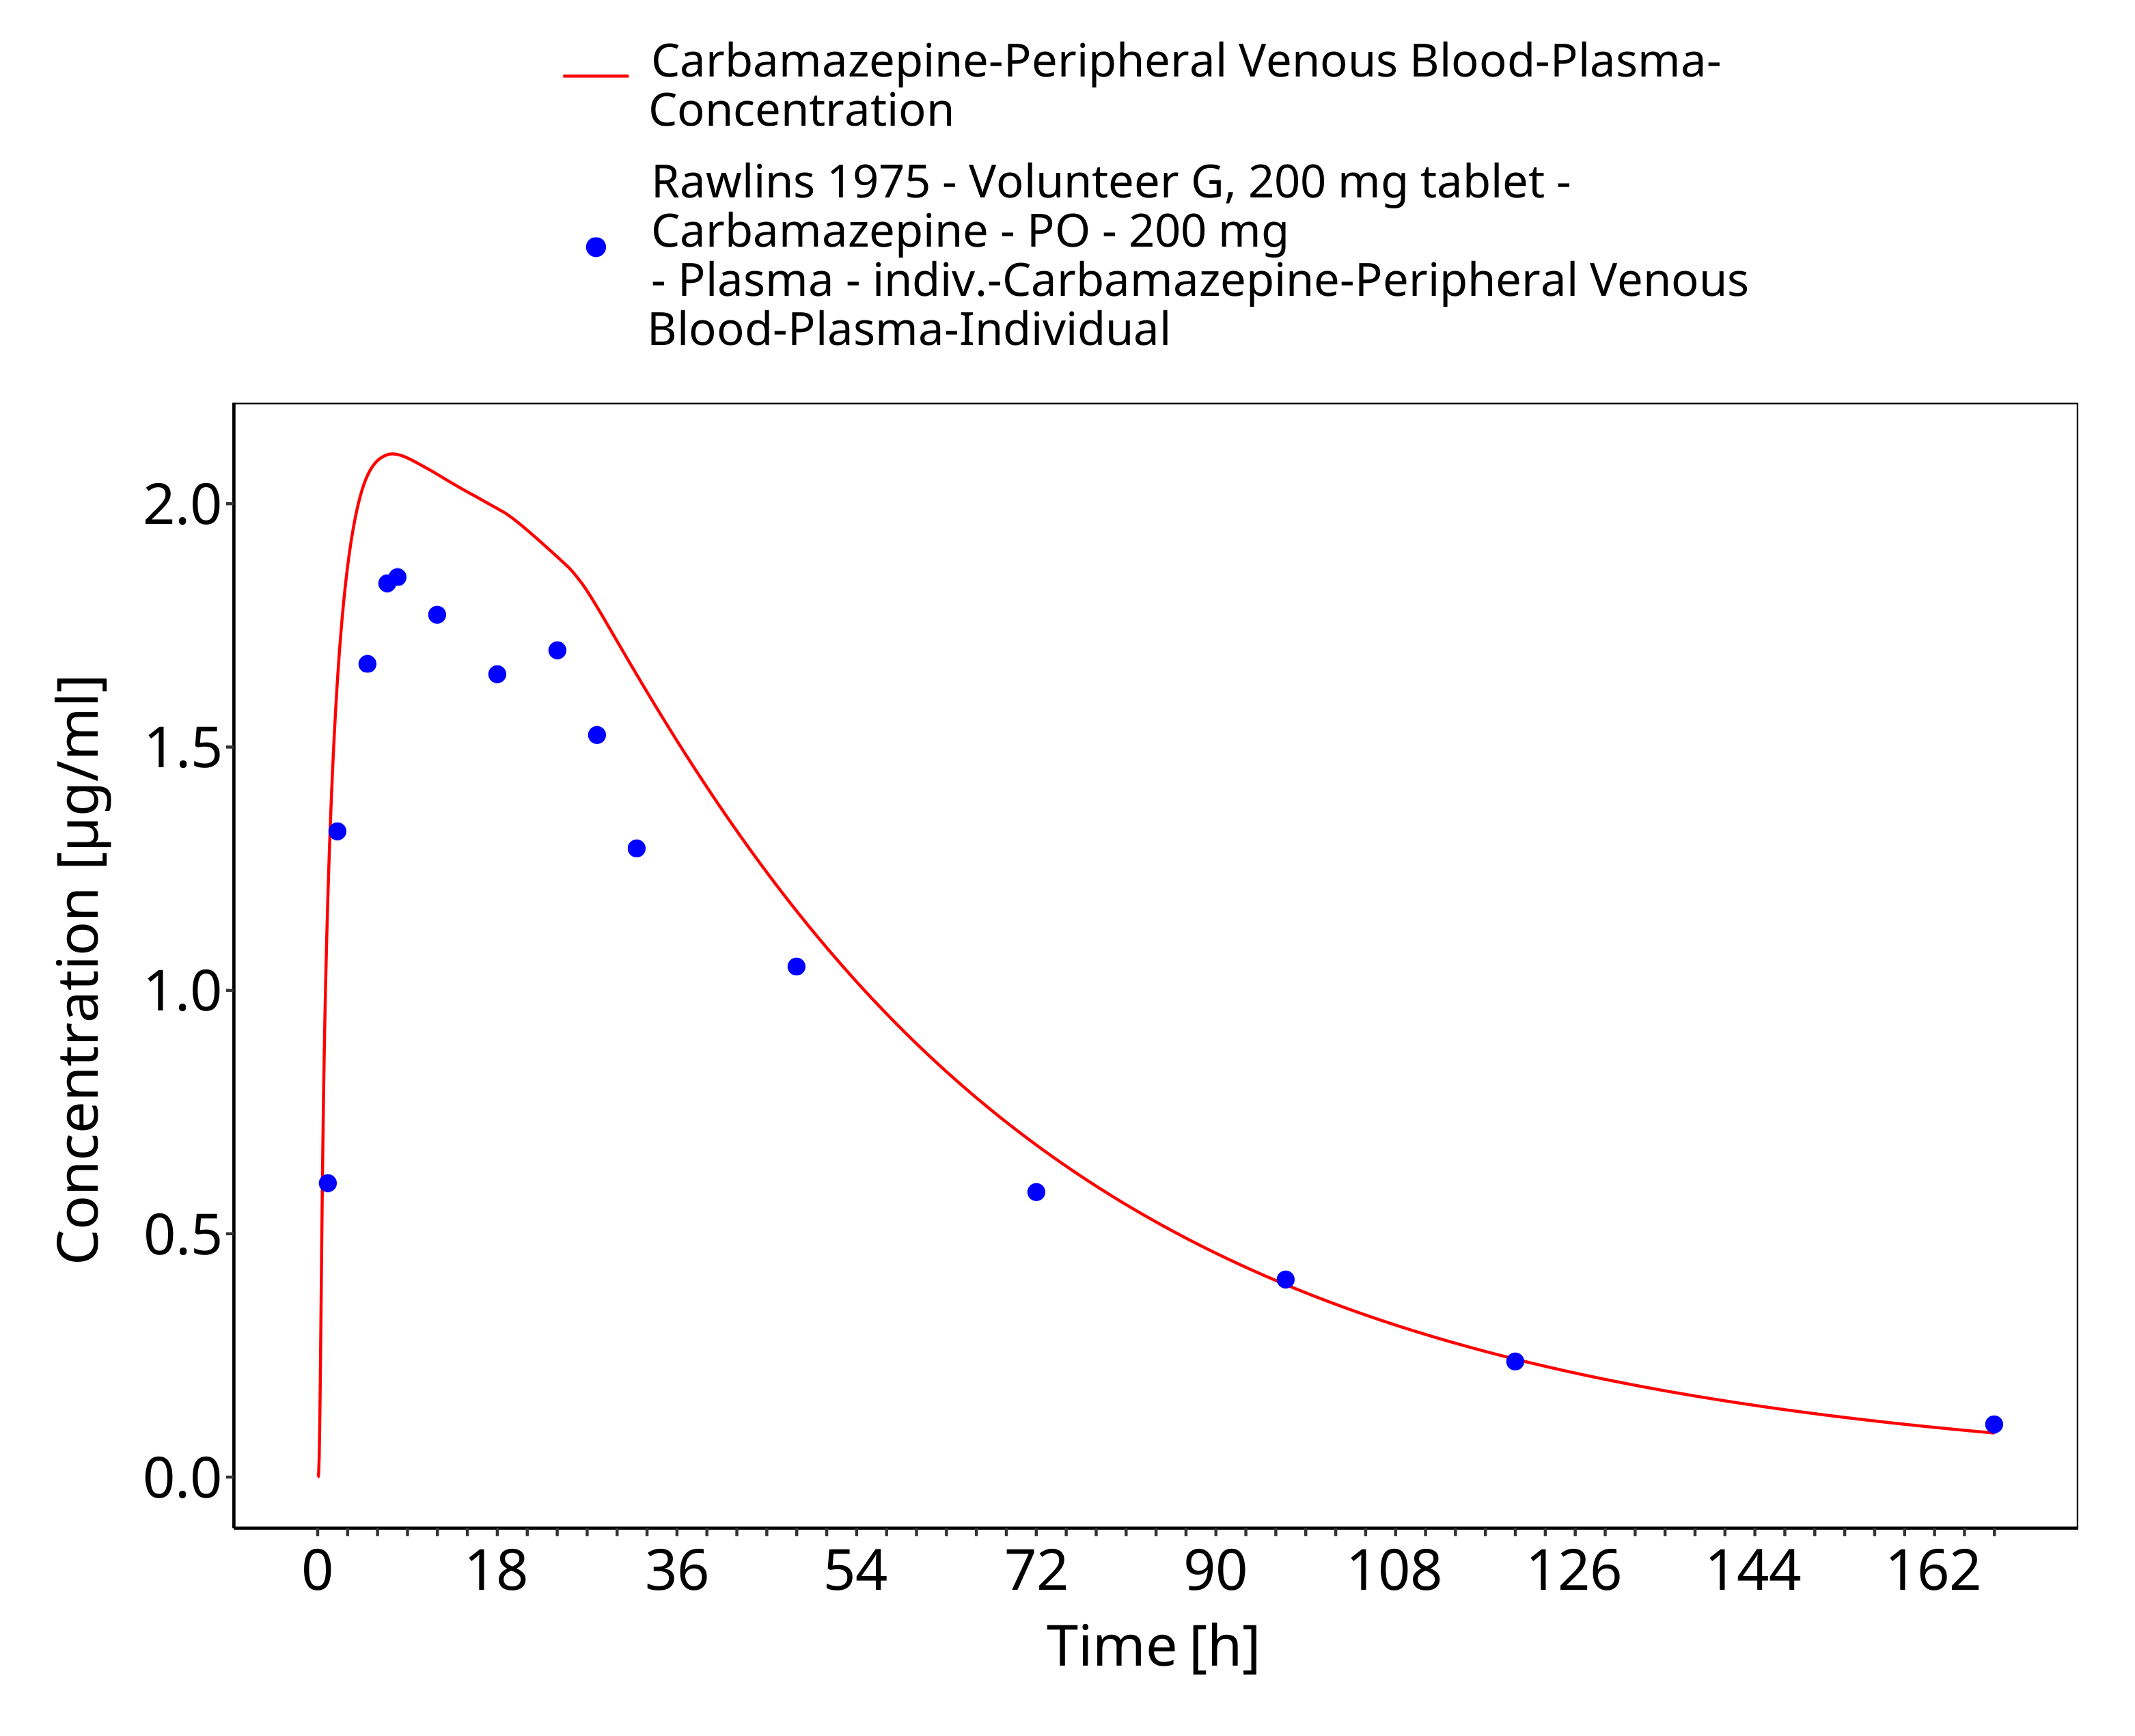 Carbamazepine-Peripheral Venous Blood-Plasma-
Concentration
Rawlins 1975 - Volunteer G, 200 mg tablet -
Carbamazepine - PO - 200 mg
- Plasma - indiv.-Carbamazepine-Peripheral Venous
Blood-Plasma-Individual
Concentration [µg/ml]
2.0
1.5
1.0
0.5
0.0
0 18 36 54 72 90 108 126 144 162
Time [h]